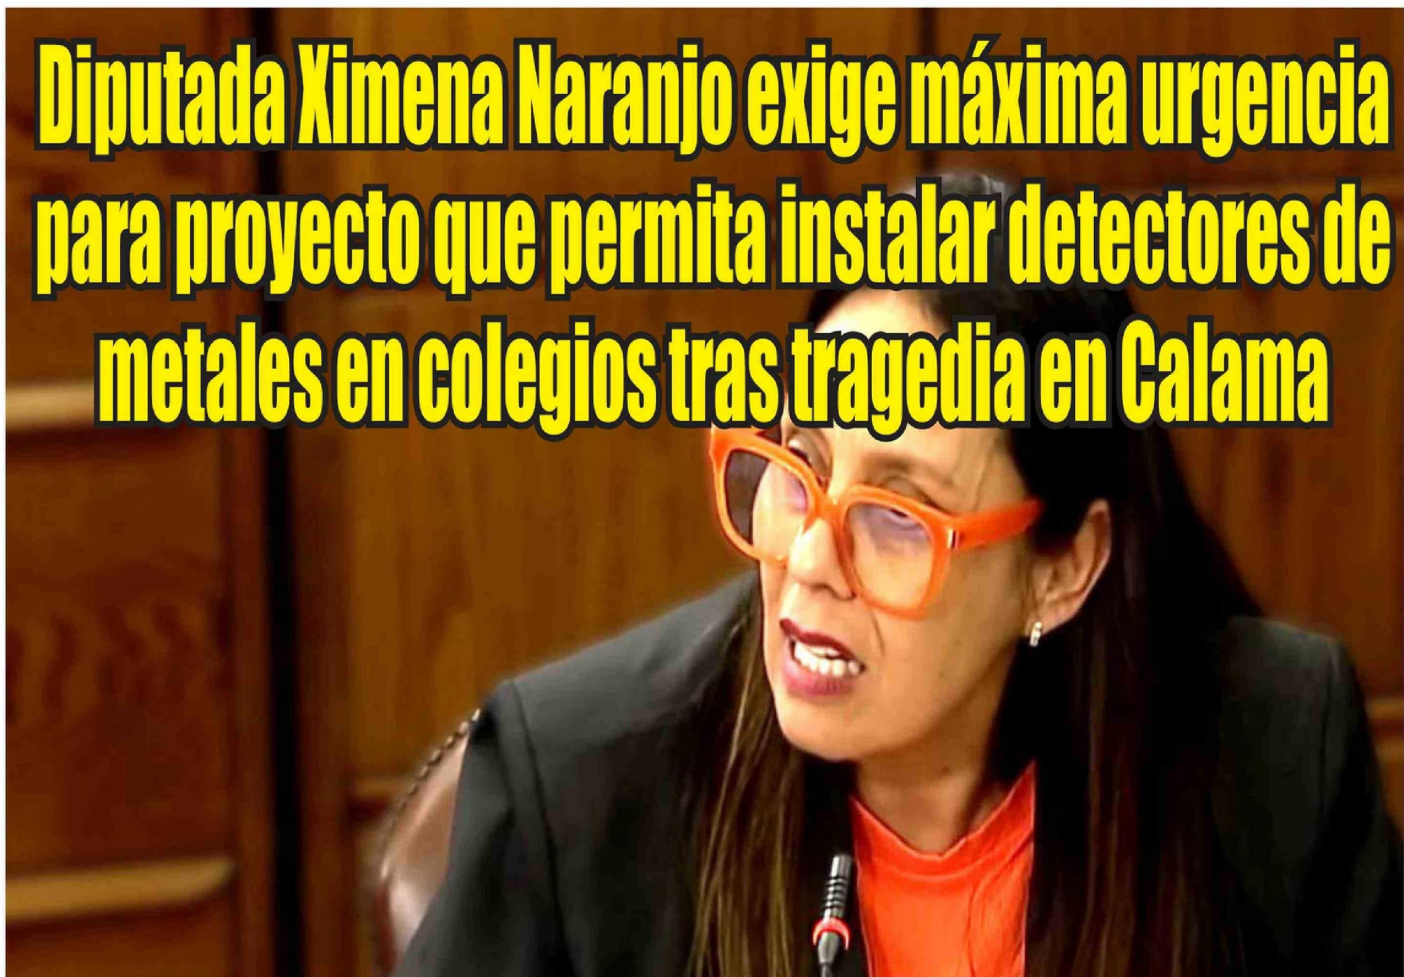 Diputada Ximena Naranjo exige máxima urgencia
para proyecto que permita instalar detectores de
metales en colegios tras tragedia en Calama